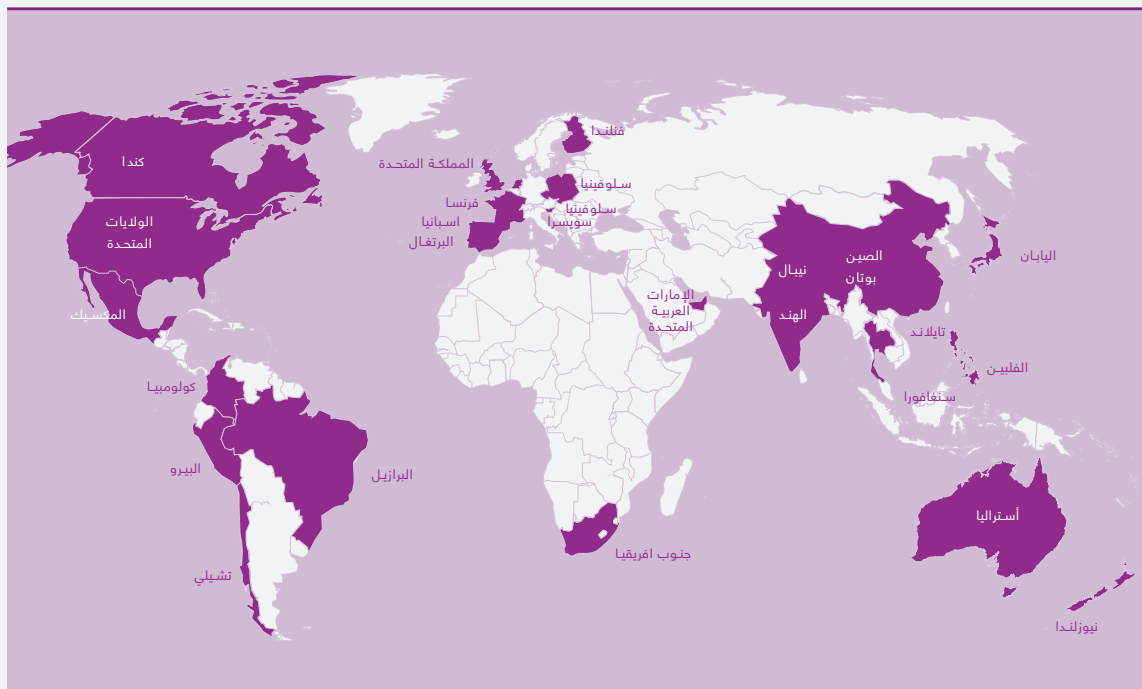 كندا
الولايات
المتحدة
المكسيك
كولومبيا
البيرو
البرازيل
تشيلي
فنلندا
المملكة المتحدة
سلوفينيا
فرنسا
سلوفينيا
اسبانيا
سويسرا
البرتغال
الإمارات
العربية
المتحدة
جنوب افريقيا
الصين
نيبال
بوتان
الهند
اليابان
تايلاند
الفلبين
سنغافورا
أستراليا
نيوزلندا